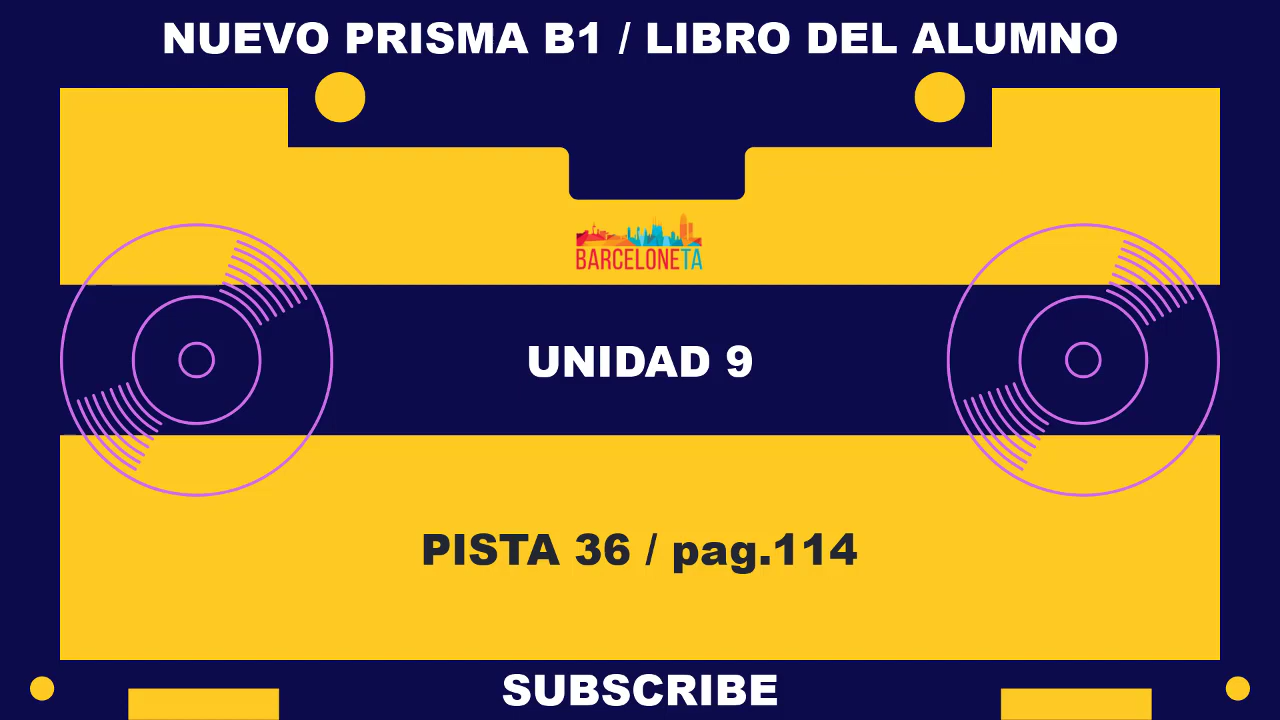 NUEVO PRISMA B1 / LIBRO DEL ALUMNO
BARCELONETA
UNIDAD 9
PISTA 36 / pag.114
SUBSCRIBE